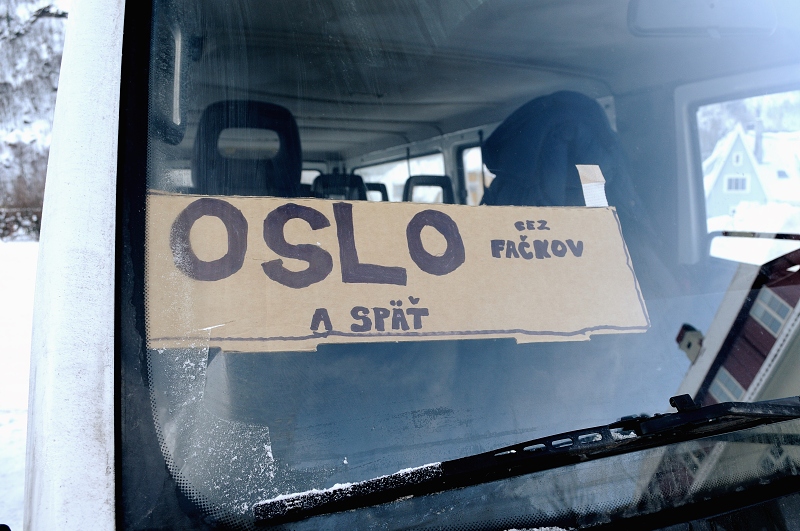 OSLO
CEZ
FAČKOV
A SPÄŤ